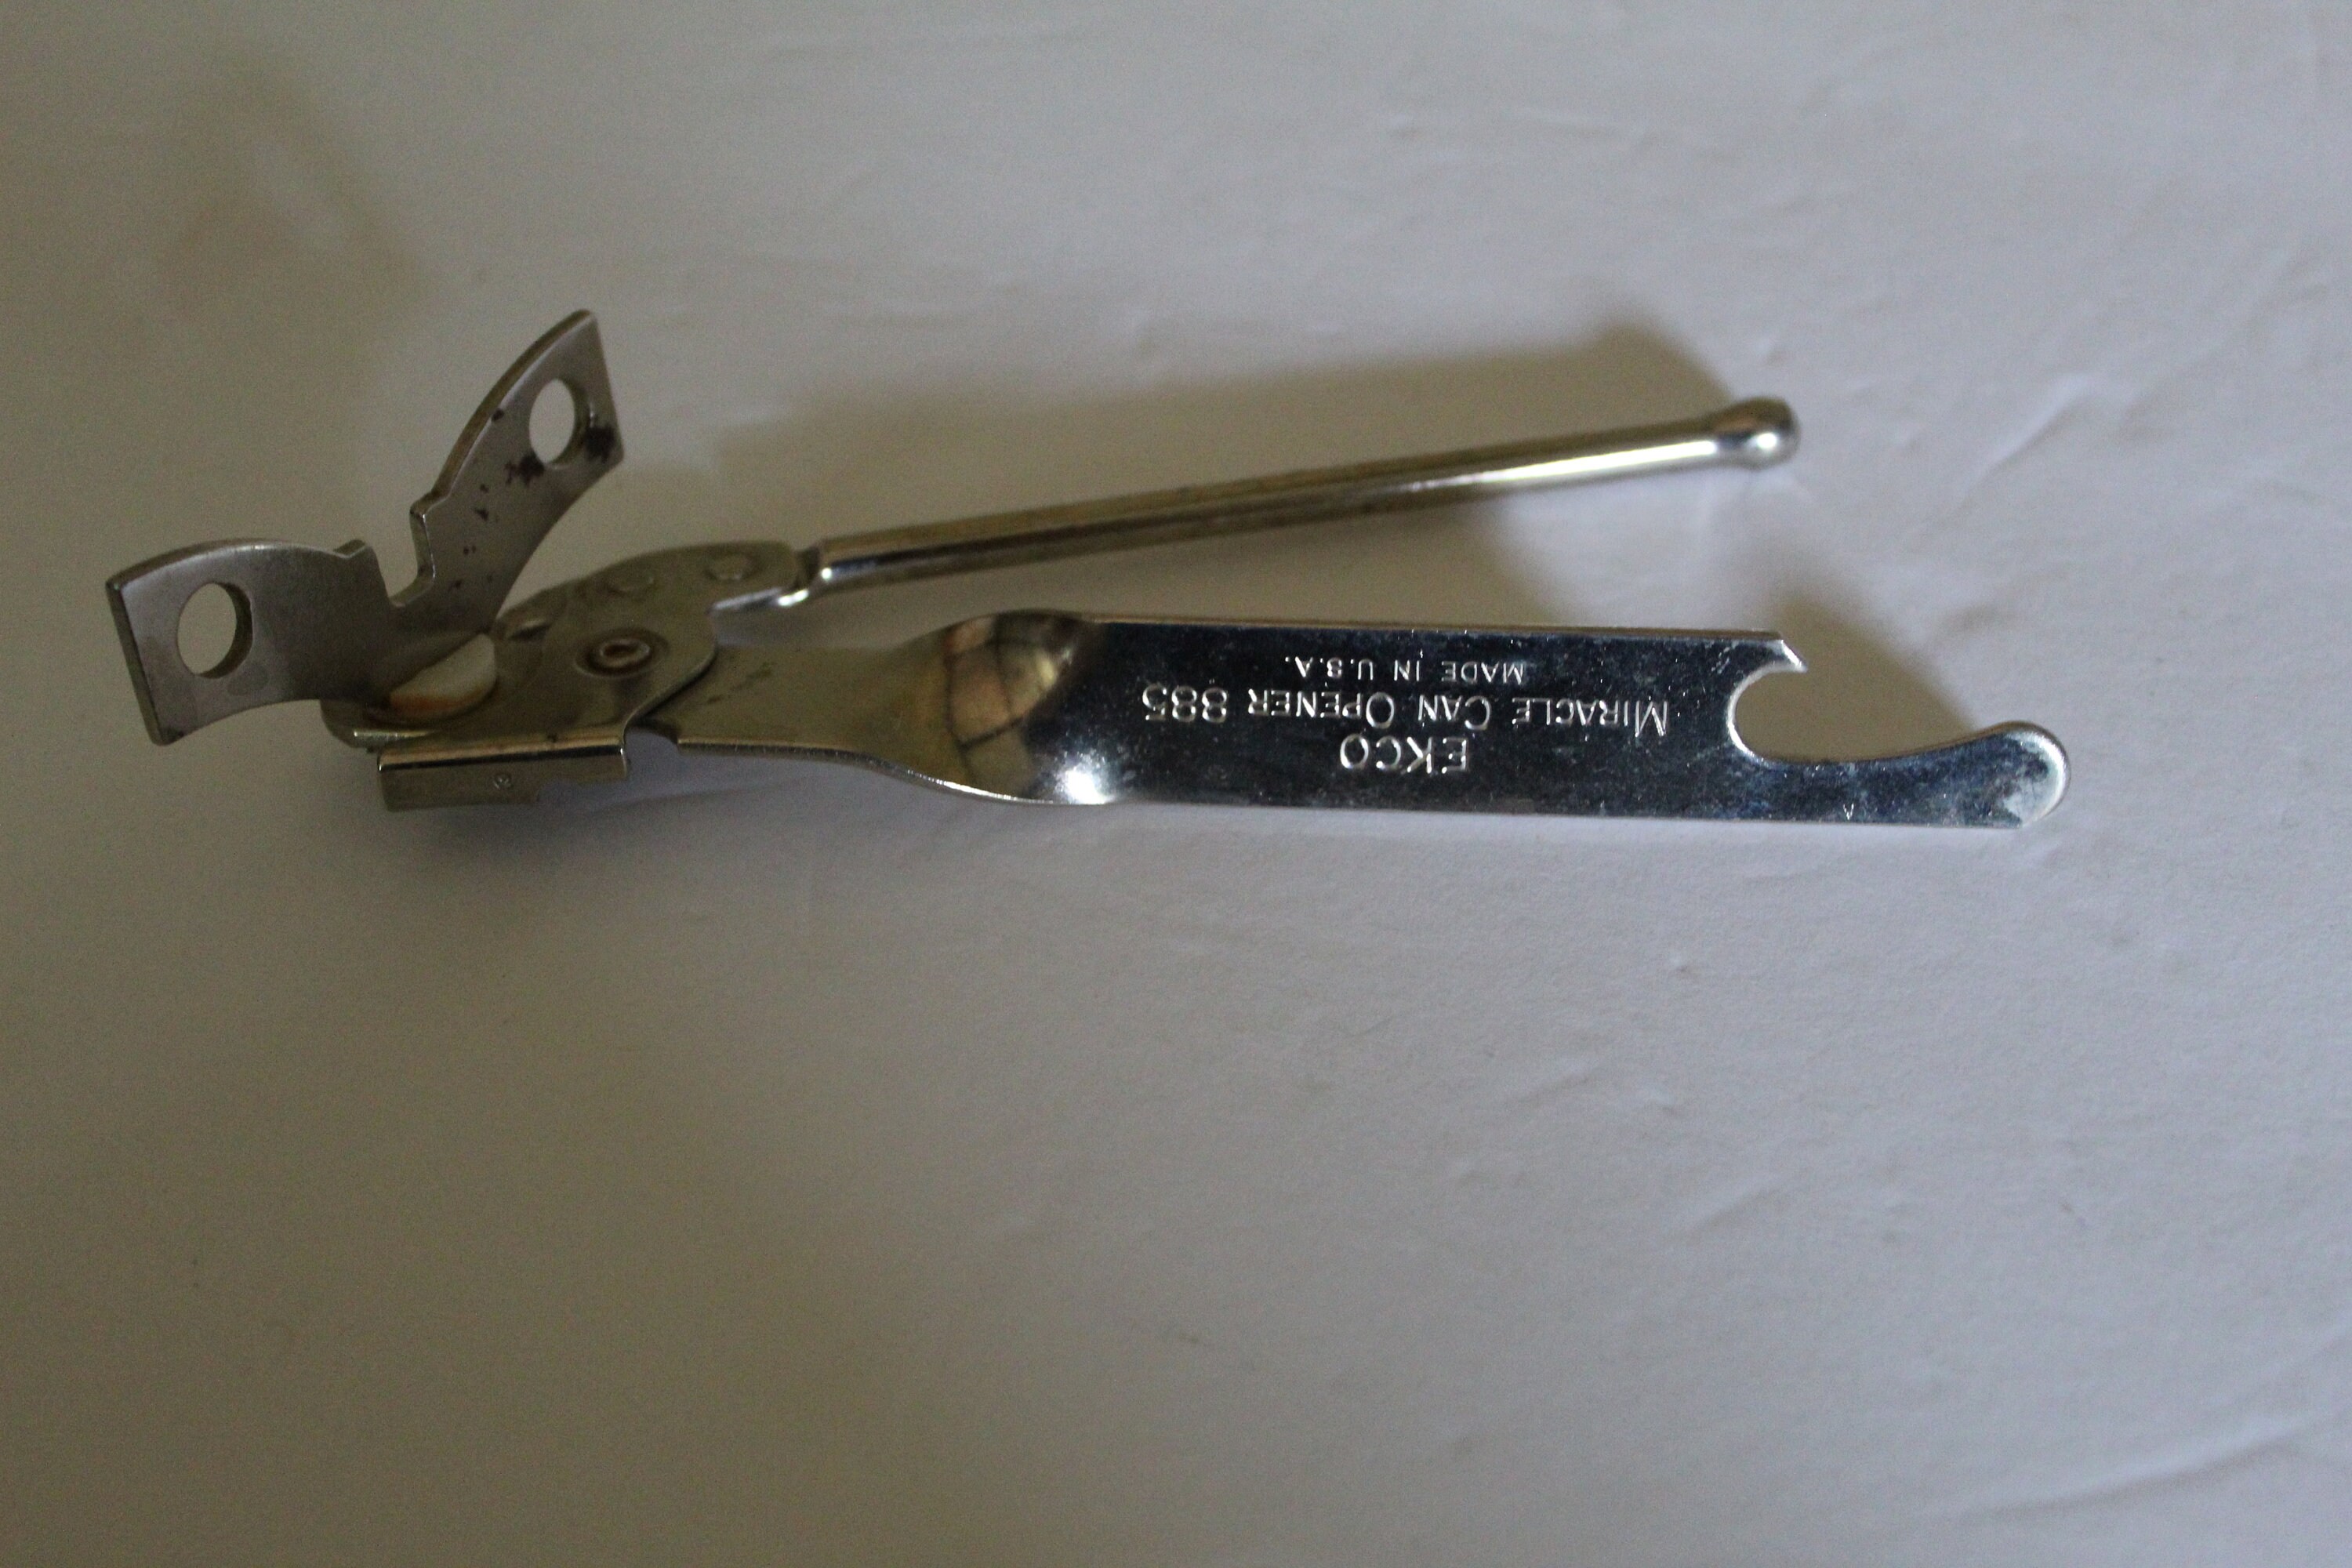 EKCO
MIRACLE CAN OPENER 885
MADE IN U.S.A.
A